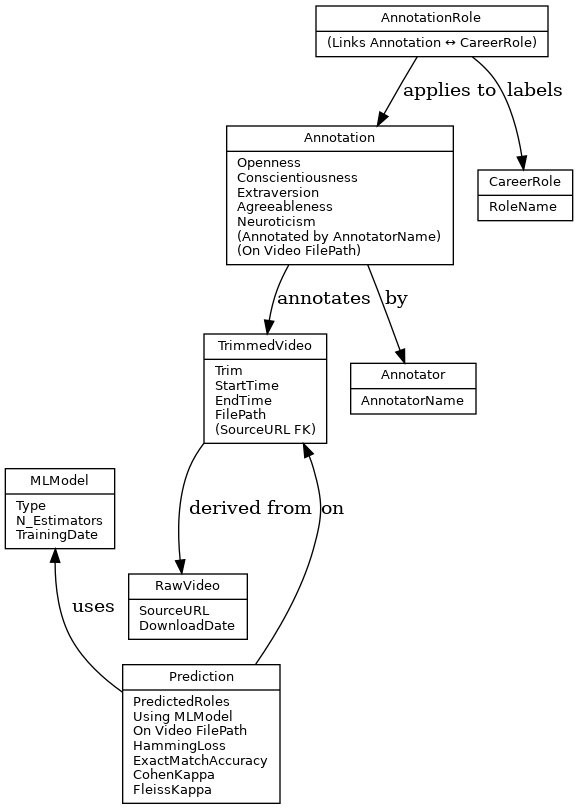 AnnotationRole
(Links Annotation ↔ CareerRole)
applies to
labels
Annotation
Openness
Conscientiousness
Extraversion
Agreeableness
Neuroticism
(Annotated by AnnotatorName)
(On Video FilePath)
CareerRole
RoleName
annotates
by
TrimmedVideo
Trim
StartTime
EndTime
FilePath
(SourceURL FK)
Annotator
AnnotatorName
MLModel
Type
N_Estimators
TrainingDate
derived from
on
RawVideo
SourceURL
DownloadDate
uses
Prediction
PredictedRoles
Using MLModel
On Video FilePath
HammingLoss
ExactMatchAccuracy
CohenKappa
FleissKappa